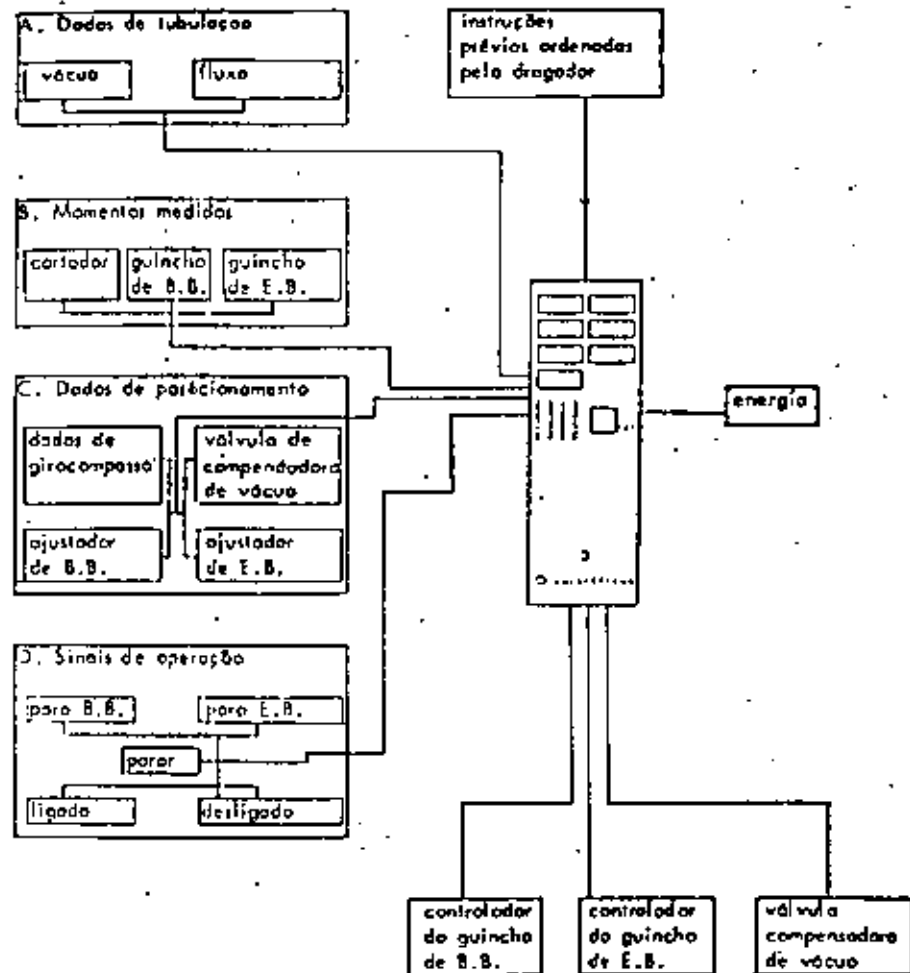 A. Dados de tubulaçao
vácuo
fluxo
instruções
prévias ordenadas
pelo dragador
B. Momentos medidos
cortador
guincho
de B.B.
guincho
de E.B.
C. Dados de posicionamento
dados de
girocompasso
válvula de
compensadora
de vácuo
ajustador
de B.B.
ajustador
de E.B.
energía
D. Sinais de operação
para B.B.
para E.B.
parar
ligado
desligado
controlador
do guincho
de B.B.
controlador
do guincho
de E.B.
válvula
compensadora
de vácuo